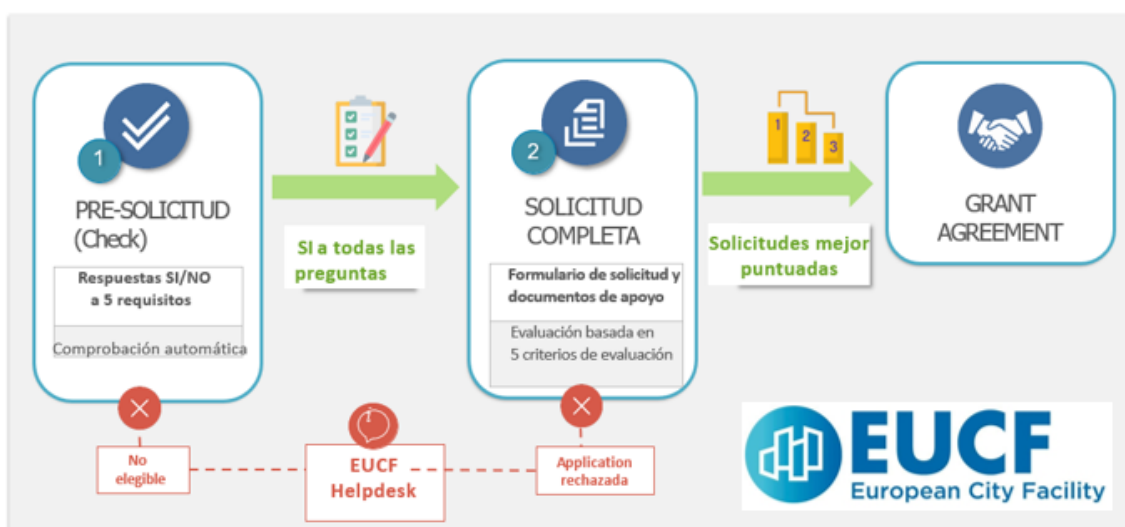 1
PRE-SOLICITUD
(Check)
Respuestas SI/NO
a 5 requisitos
Comprobación automática
SI a todas las
preguntas
2
SOLICITUD
COMPLETA
Formulario de solicitud y
documentos de apoyo
Evaluación basada en
5 criterios de evaluación
1
2
3
Solicitudes mejor
puntuadas
GRANT
AGREEMENT
No
elegible
EUCF
Helpdesk
Application
rechazada
EUCF
European City Facility